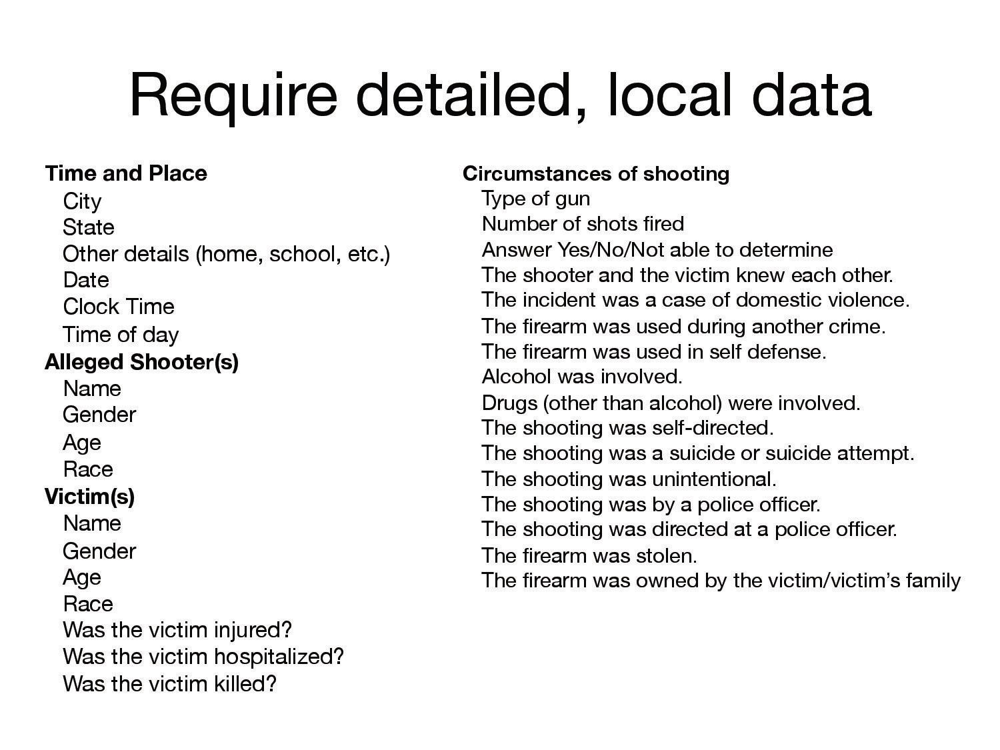 Require detailed, local data
Time and Place
City
State
Other details (home, school, etc.)
Date
Clock Time
Time of day
Alleged Shooter(s)
Name
Gender
Age
Race
Victim(s)
Name
Gender
Age
Race
Was the victim injured?
Was the victim hospitalized?
Was the victim killed?
Circumstances of shooting
Type of gun
Number of shots fired
Answer Yes/No/Not able to determine
The shooter and the victim knew each other.
The incident was a case of domestic violence.
The firearm was used during another crime.
The firearm was used in self defense.
Alcohol was involved.
Drugs (other than alcohol) were involved.
The shooting was self-directed.
The shooting was a suicide or suicide attempt.
The shooting was unintentional.
The shooting was by a police officer.
The shooting was directed at a police officer.
The firearm was stolen.
The firearm was owned by the victim/victim’s family